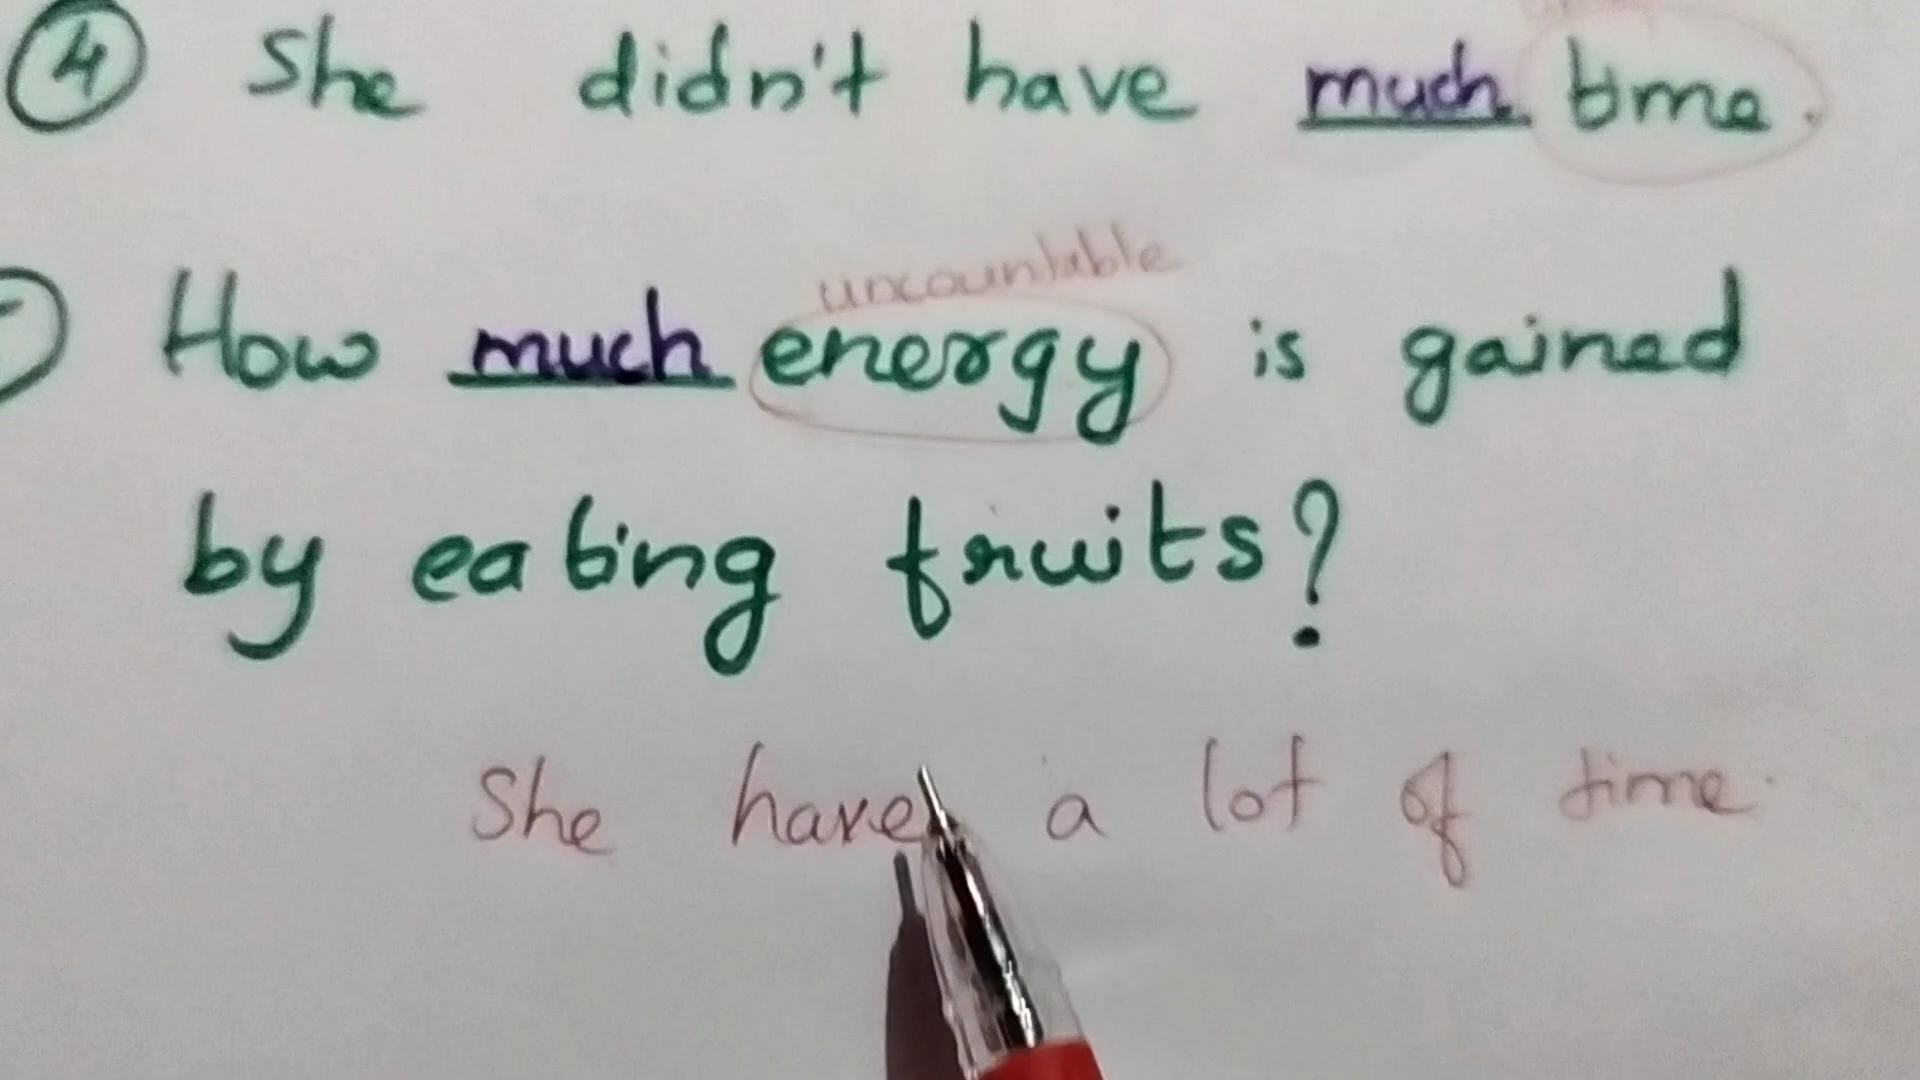 4 She didn't have much time.
uncountable
How much energy is gained
by eating fruits?
She have a lot of time.